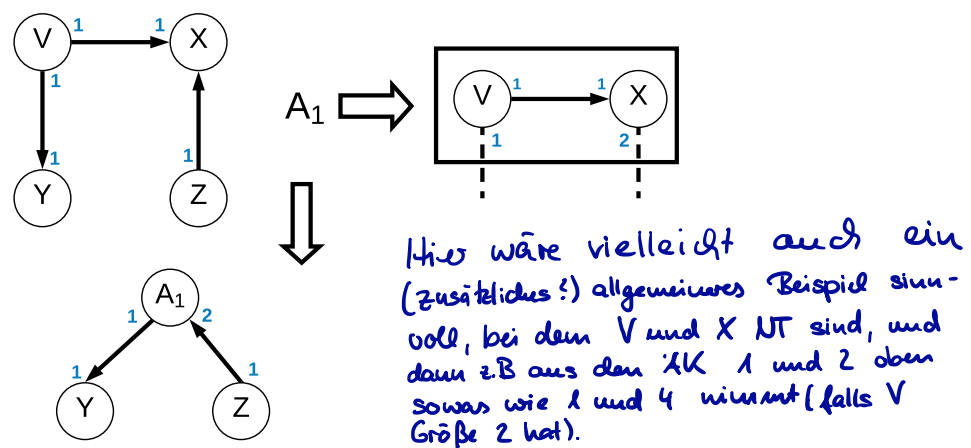 V 1 1 X
1
1 1
Y Z
A1
V 1 1 X
1 2
A1
1 2
1 1
Y Z
Hier wäre vielleicht auch ein
(zusätzliches?) allgemeineres Beispiel sinn-
voll, bei dem V und X NT sind, und
dann z.B aus den ÄK 1 und 2 oben
sowas wie 1 und 4 nimmt (falls V
Größe 2 hat).